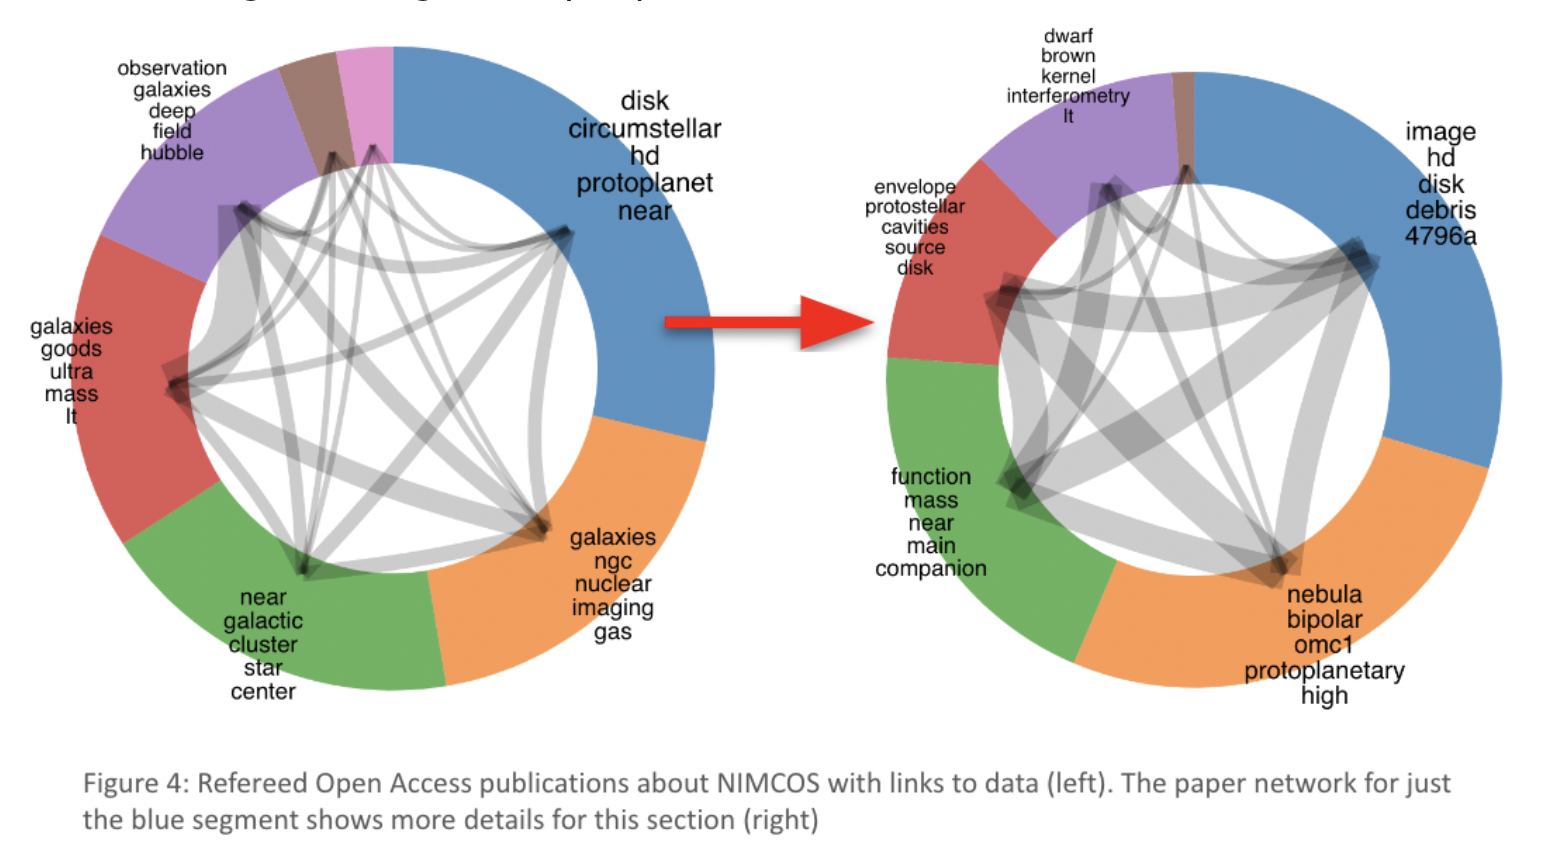 observation
galaxies
deep
field
hubble
disk
circumstellar
hd
protoplanet
near
galaxies
goods
ultra
mass
lt
near
galactic
cluster
star
center
galaxies
ngc
nuclear
imaging
gas
dwarf
brown
kernel
interferometry
lt
image
hd
disk
debris
4796a
envelope
protostellar
cavities
source
disk
function
mass
near
main
companion
nebula
bipolar
omc1
protoplanetary
high
Figure 4: Refereed Open Access publications about NIMCOS with links to data (left). The paper network for just
the blue segment shows more details for this section (right)